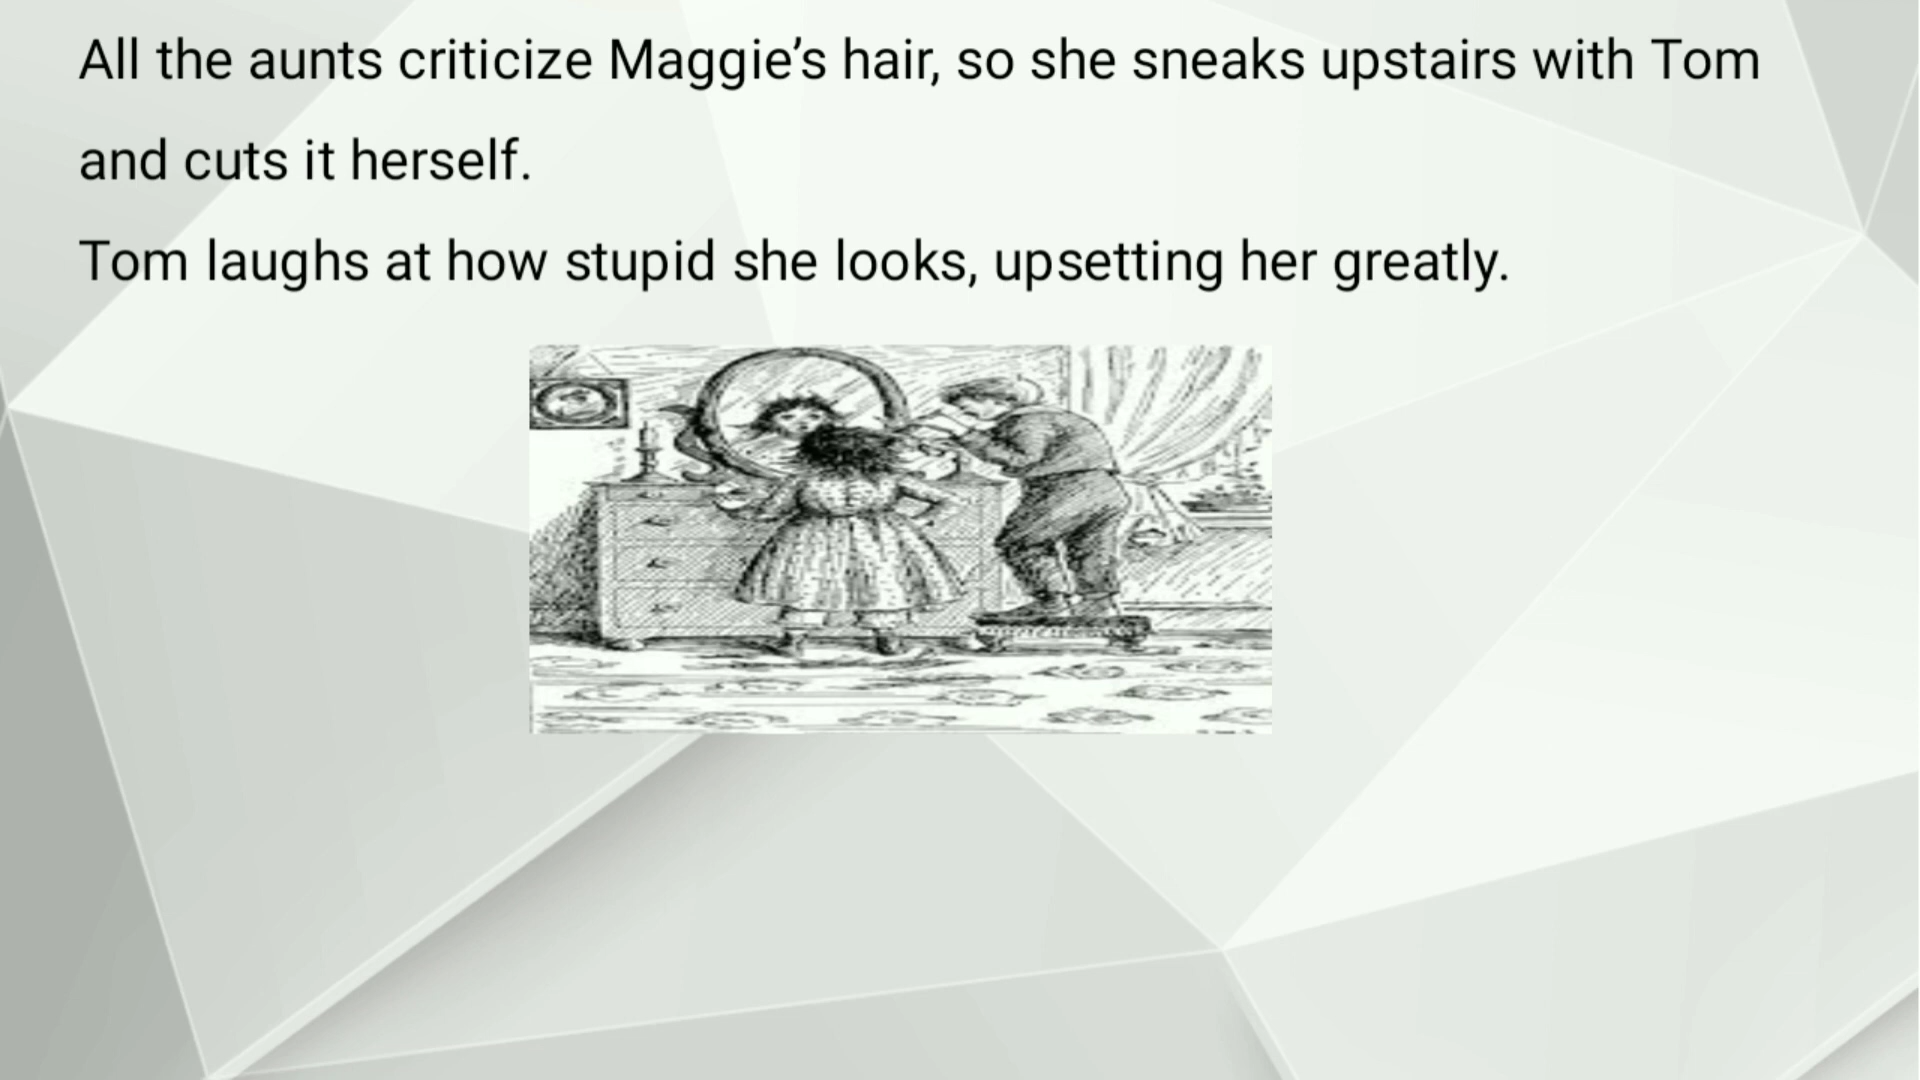 All the aunts criticize Maggie’s hair, so she sneaks upstairs with Tom
and cuts it herself.
Tom laughs at how stupid she looks, upsetting her greatly.